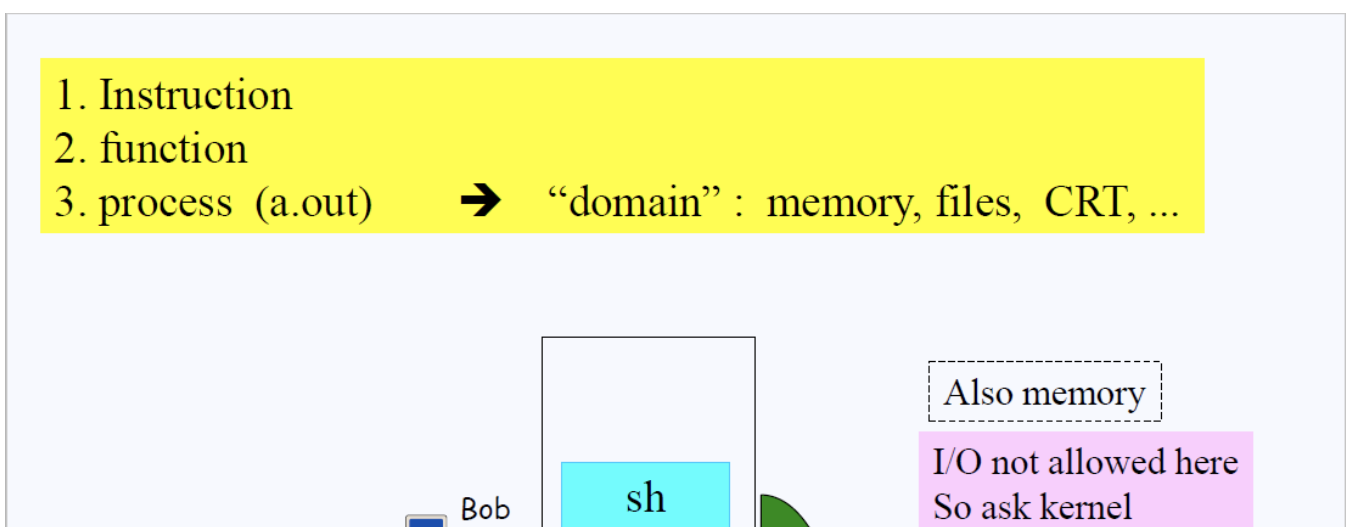 1. Instruction
2. function
3. process (a.out) ➔ “domain” : memory, files, CRT, ...
Also memory
I/O not allowed here
So ask kernel
sh
Bob